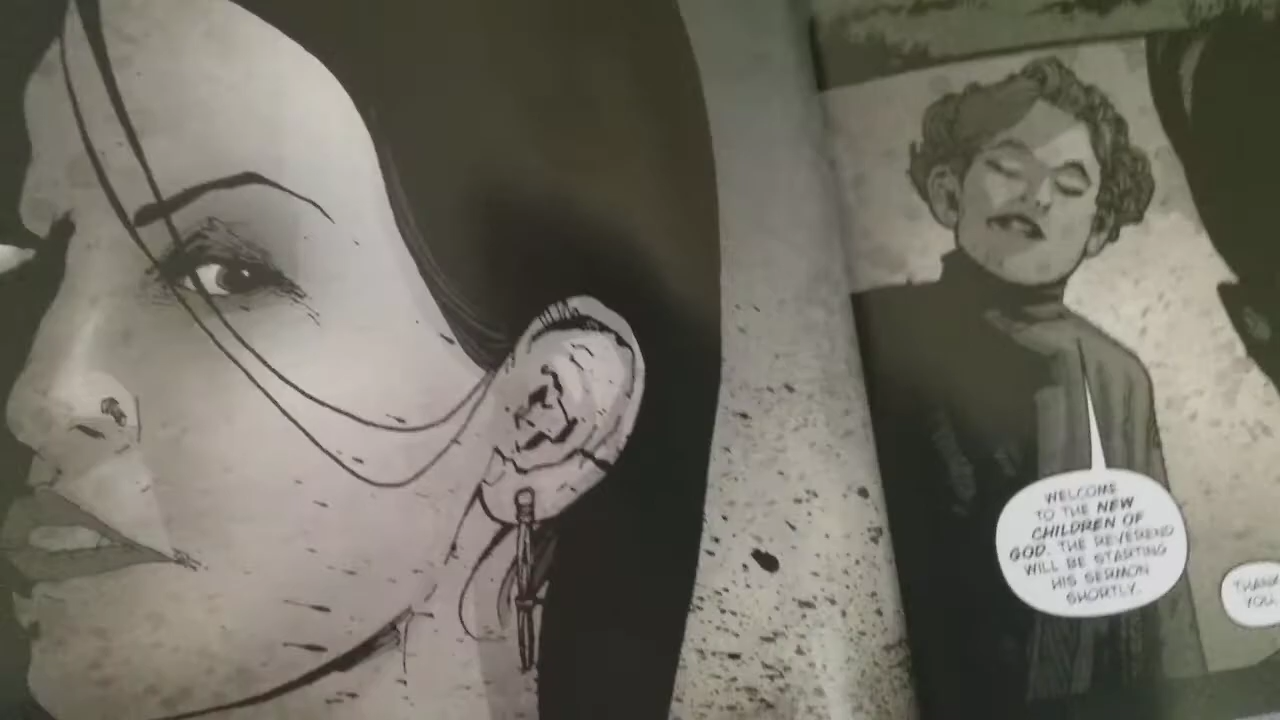 WELCOME
TO THE NEW
CHILDREN OF
GOD. THE REVEREND
WILL BE STARTING
HIS SERMON
SHORTLY.
THANK
YOU.